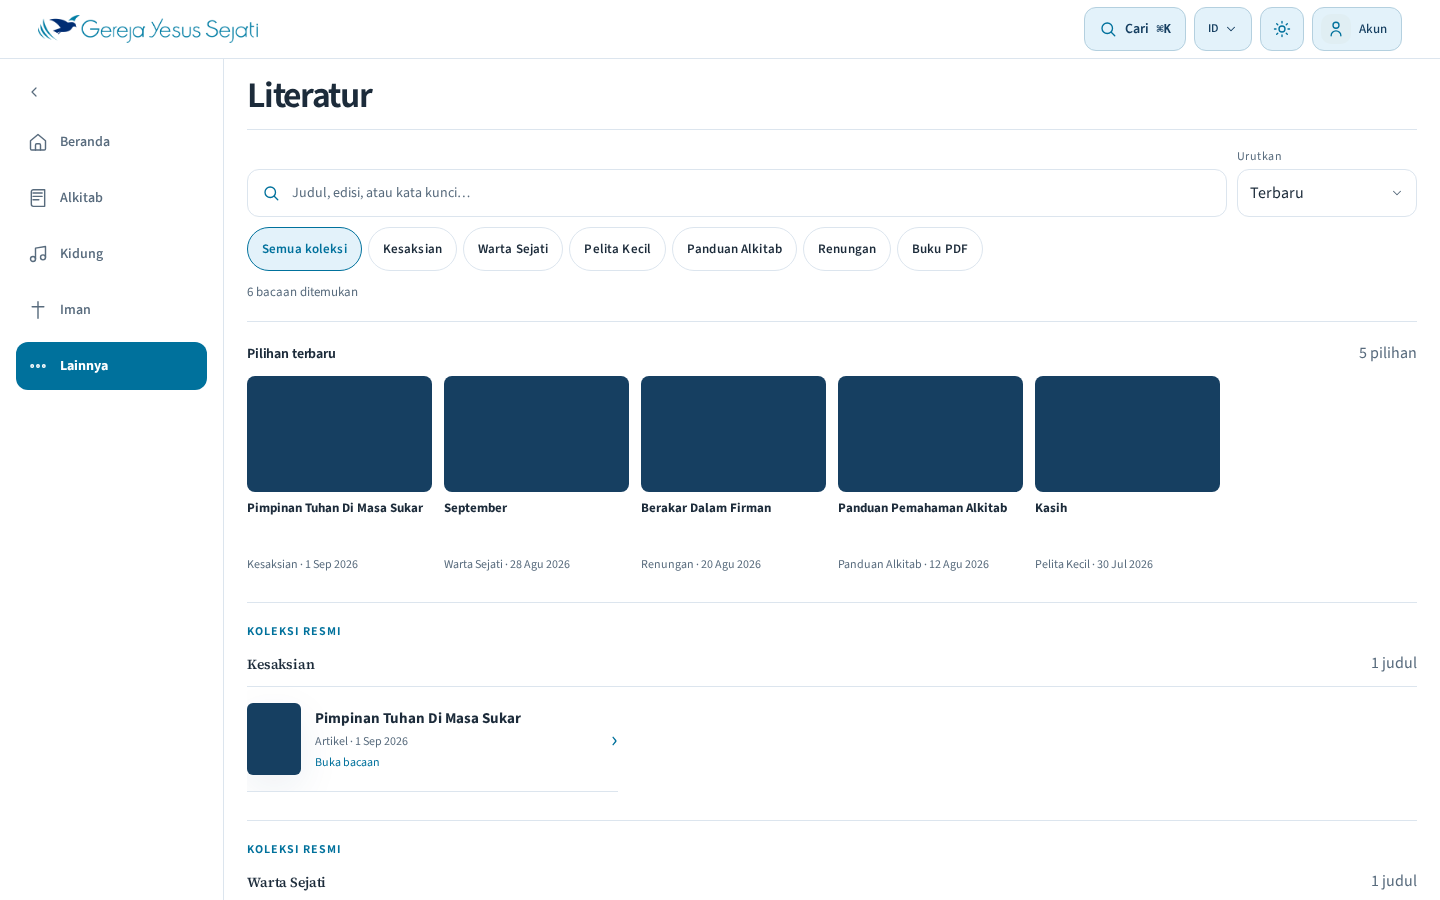 Gereja Yesus Sejati
Cari ⌘K
ID
Akun
Beranda
Alkitab
Kidung
Iman
Lainnya
Literatur
Urutkan
Judul, edisi, atau kata kunci…
Terbaru
Semua koleksi
Kesaksian
Warta Sejati
Pelita Kecil
Panduan Alkitab
Renungan
Buku PDF
6 bacaan ditemukan
Pilihan terbaru
5 pilihan
Pimpinan Tuhan Di Masa Sukar
Kesaksian · 1 Sep 2026
September
Warta Sejati · 28 Agu 2026
Berakar Dalam Firman
Renungan · 20 Agu 2026
Panduan Pemahaman Alkitab
Panduan Alkitab · 12 Agu 2026
Kasih
Pelita Kecil · 30 Jul 2026
KOLEKSI RESMI
Kesaksian
1 judul
Pimpinan Tuhan Di Masa Sukar
Artikel · 1 Sep 2026
Buka bacaan
KOLEKSI RESMI
Warta Sejati
1 judul